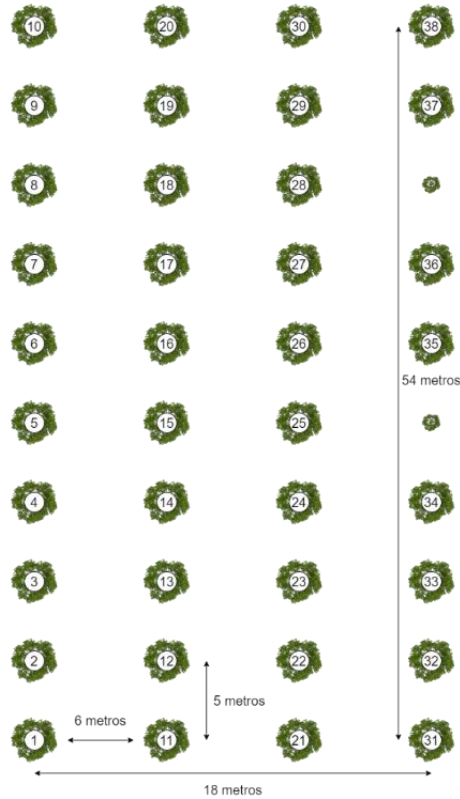 10 20 30 38
9 19 29 37
8 18 28
7 17 27 36
6 16 26 35
54 metros
5 15 25
4 14 24 34
3 13 23 33
2 12 22 32
5 metros
6 metros
1 11 21 31
18 metros